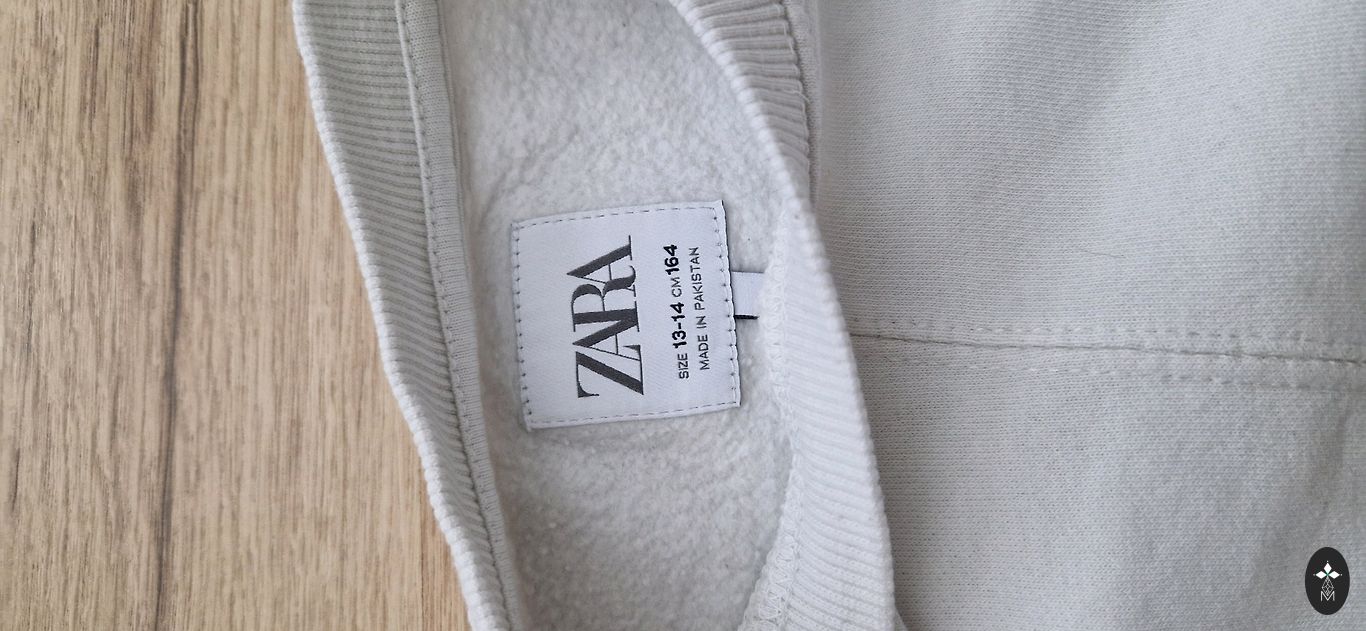 ZARA
SIZE 13-14 CM 164
MADE IN PAKISTAN
M